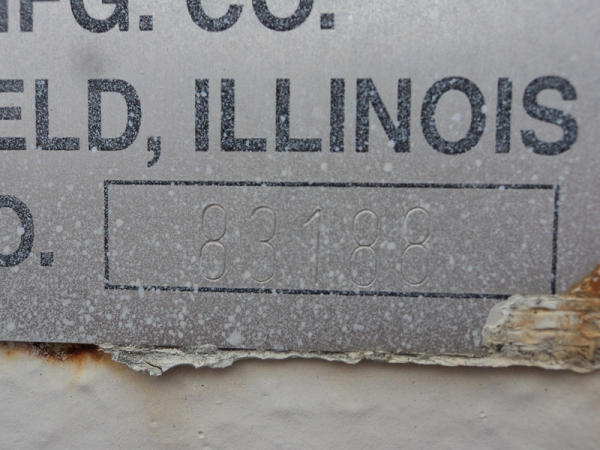 MFG. CO.
ELD, ILLINOIS
O. 83188